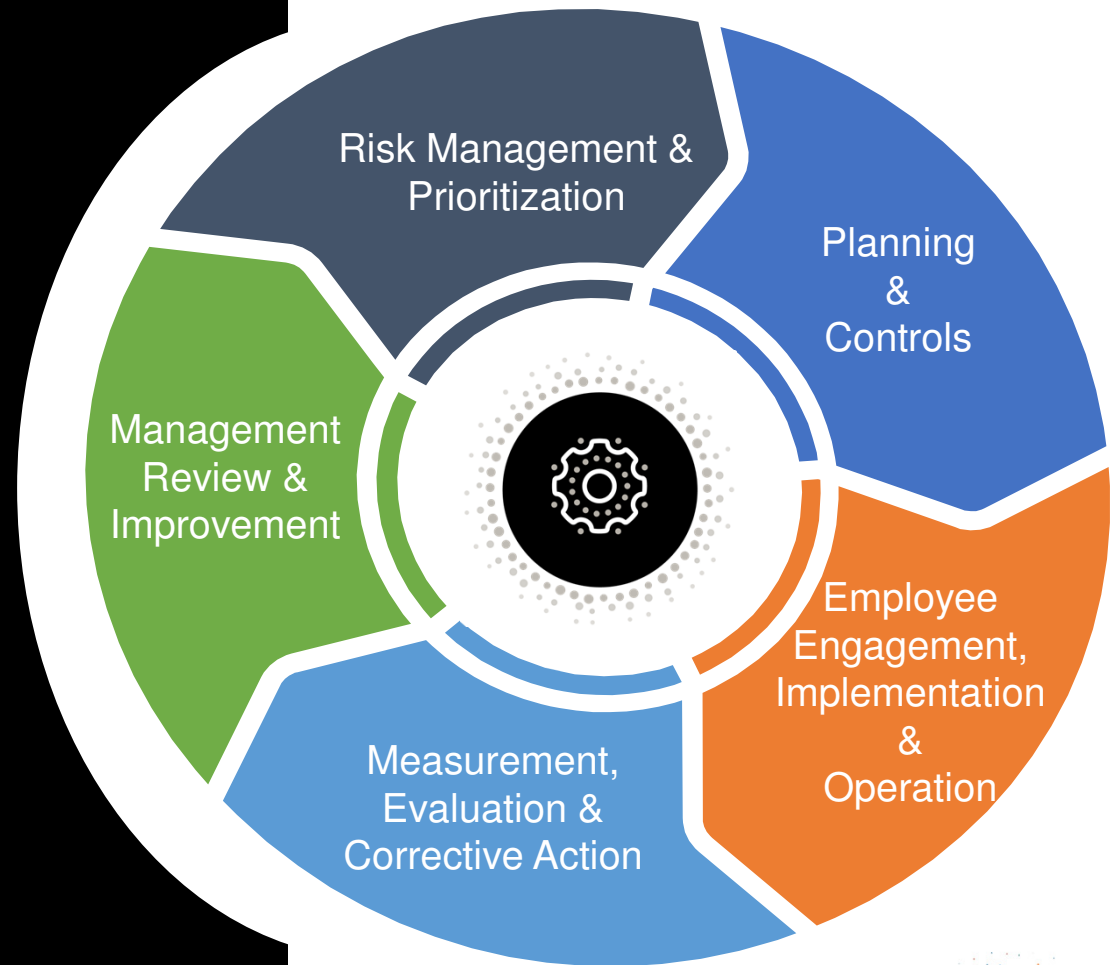 Risk Management &
Prioritization
Planning
&
Controls
Employee
Engagement,
Implementation
&
Operation
Measurement,
Evaluation &
Corrective Action
Management
Review &
Improvement